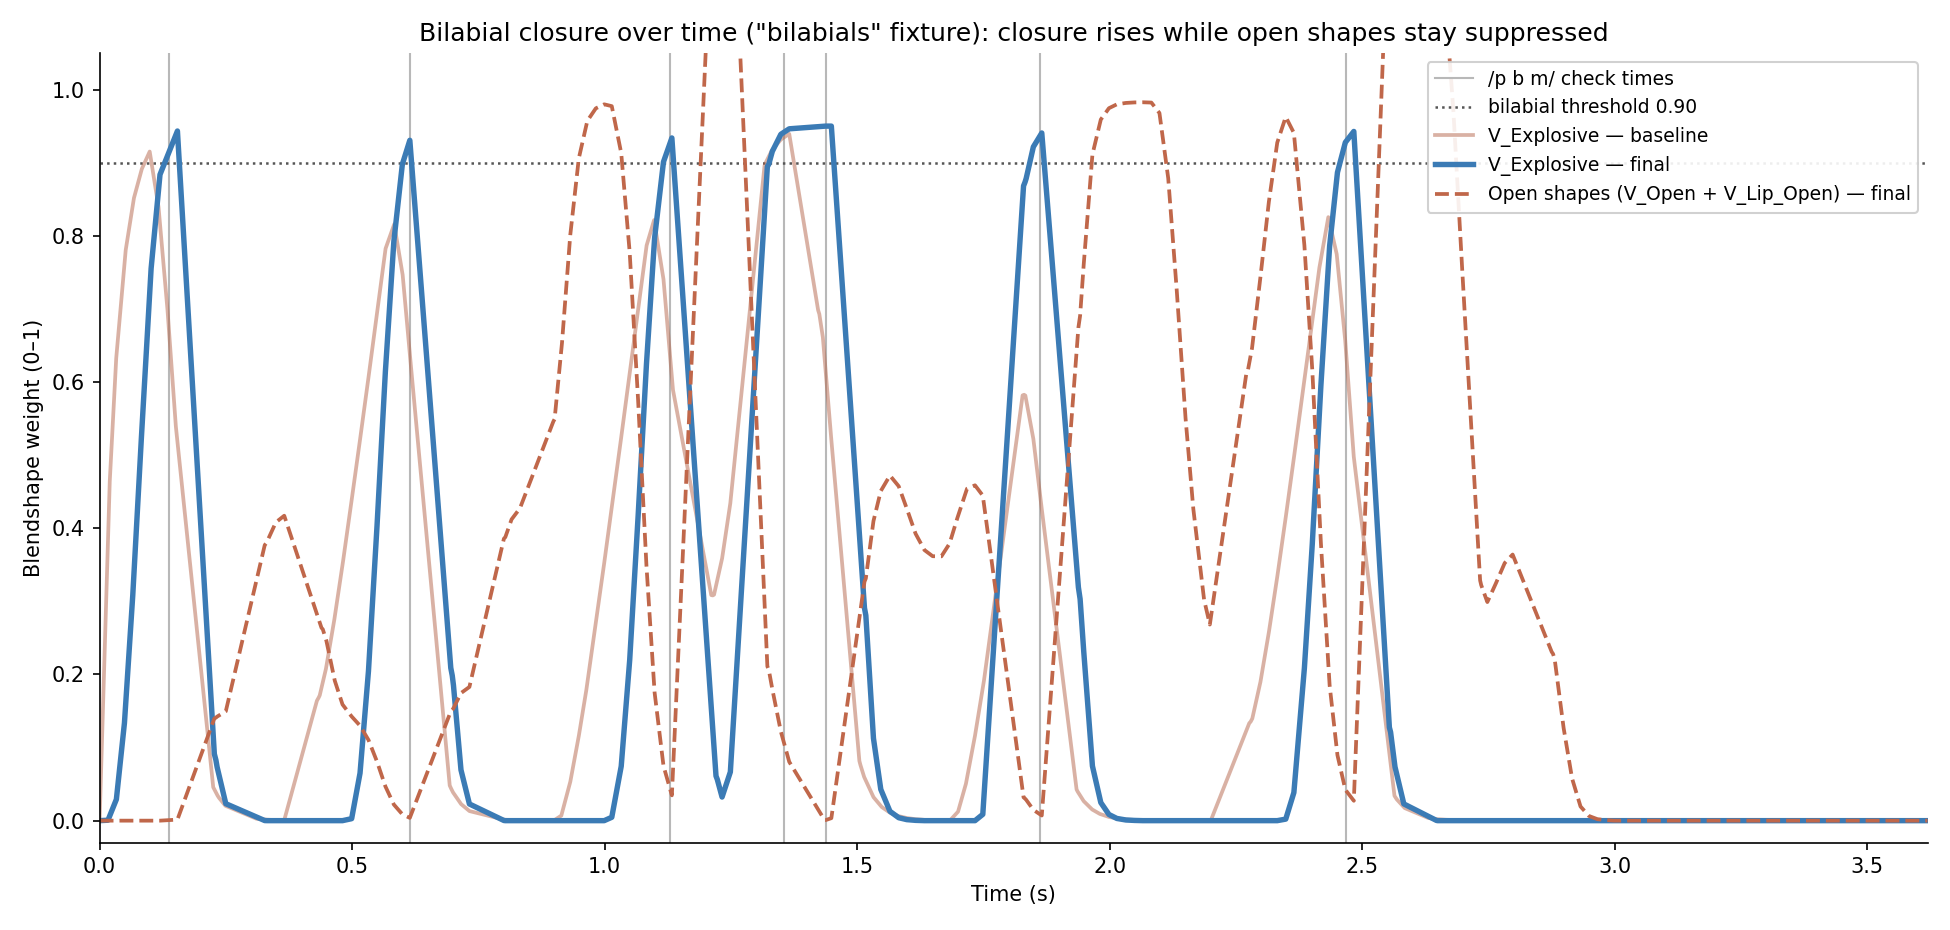 Bilabial closure over time ("bilabials" fixture): closure rises while open shapes stay suppressed
/p b m/ check times
bilabial threshold 0.90
V_Explosive — baseline
V_Explosive — final
Open shapes (V_Open + V_Lip_Open) — final
Blendshape weight (0–1)
1.0
0.8
0.6
0.4
0.2
0.0
0.0 0.5 1.0 1.5 2.0 2.5 3.0 3.5
Time (s)